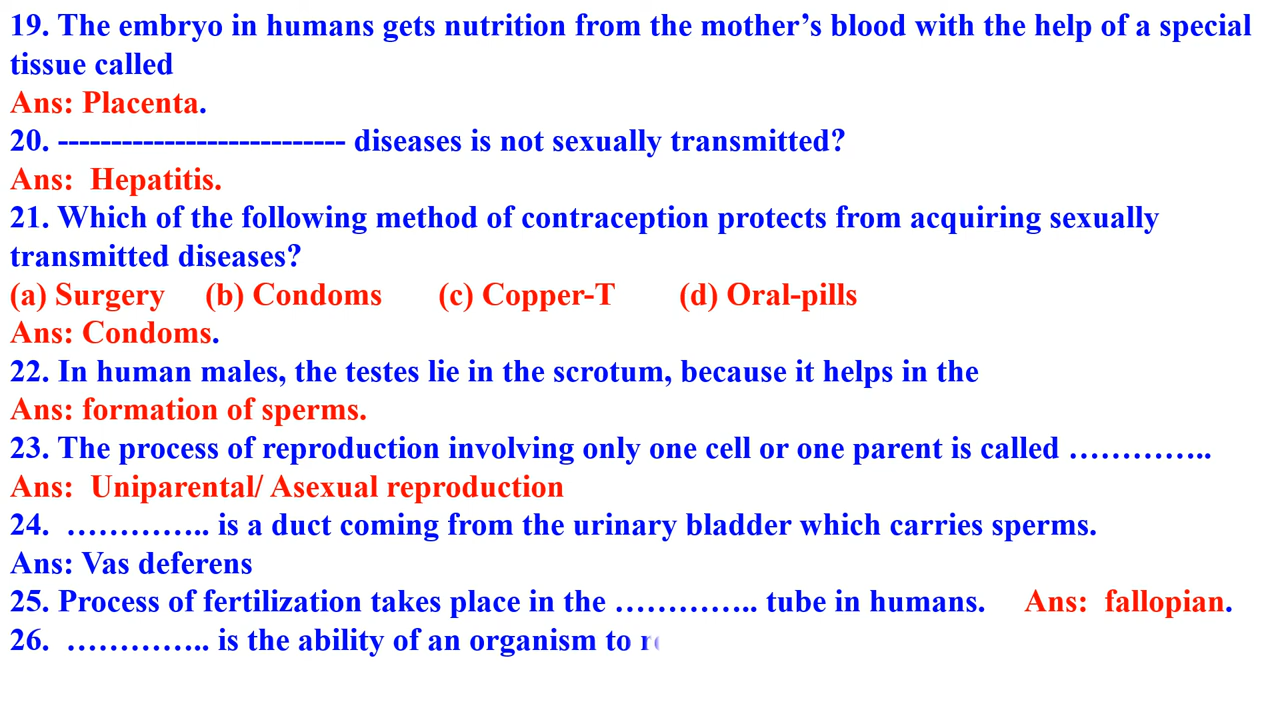 19. The embryo in humans gets nutrition from the mother’s blood with the help of a special
tissue called
Ans: Placenta.
20. --------------------------- diseases is not sexually transmitted?
Ans:  Hepatitis.
21. Which of the following method of contraception protects from acquiring sexually
transmitted diseases?
(a) Surgery (b) Condoms (c) Copper-T (d) Oral-pills
Ans: Condoms.
22. In human males, the testes lie in the scrotum, because it helps in the
Ans: formation of sperms.
23. The process of reproduction involving only one cell or one parent is called …………..
Ans:  Uniparental/ Asexual reproduction
24.  ………….. is a duct coming from the urinary bladder which carries sperms.
Ans: Vas deferens
25. Process of fertilization takes place in the ………….. tube in humans. Ans:  fallopian.
26.  ………….. is the ability of an organism to